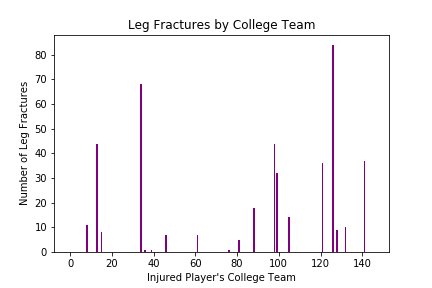 Leg Fractures by College Team
Number of Leg Fractures
80
70
60
50
40
30
20
10
0
0 20 40 60 80 100 120 140
Injured Player's College Team